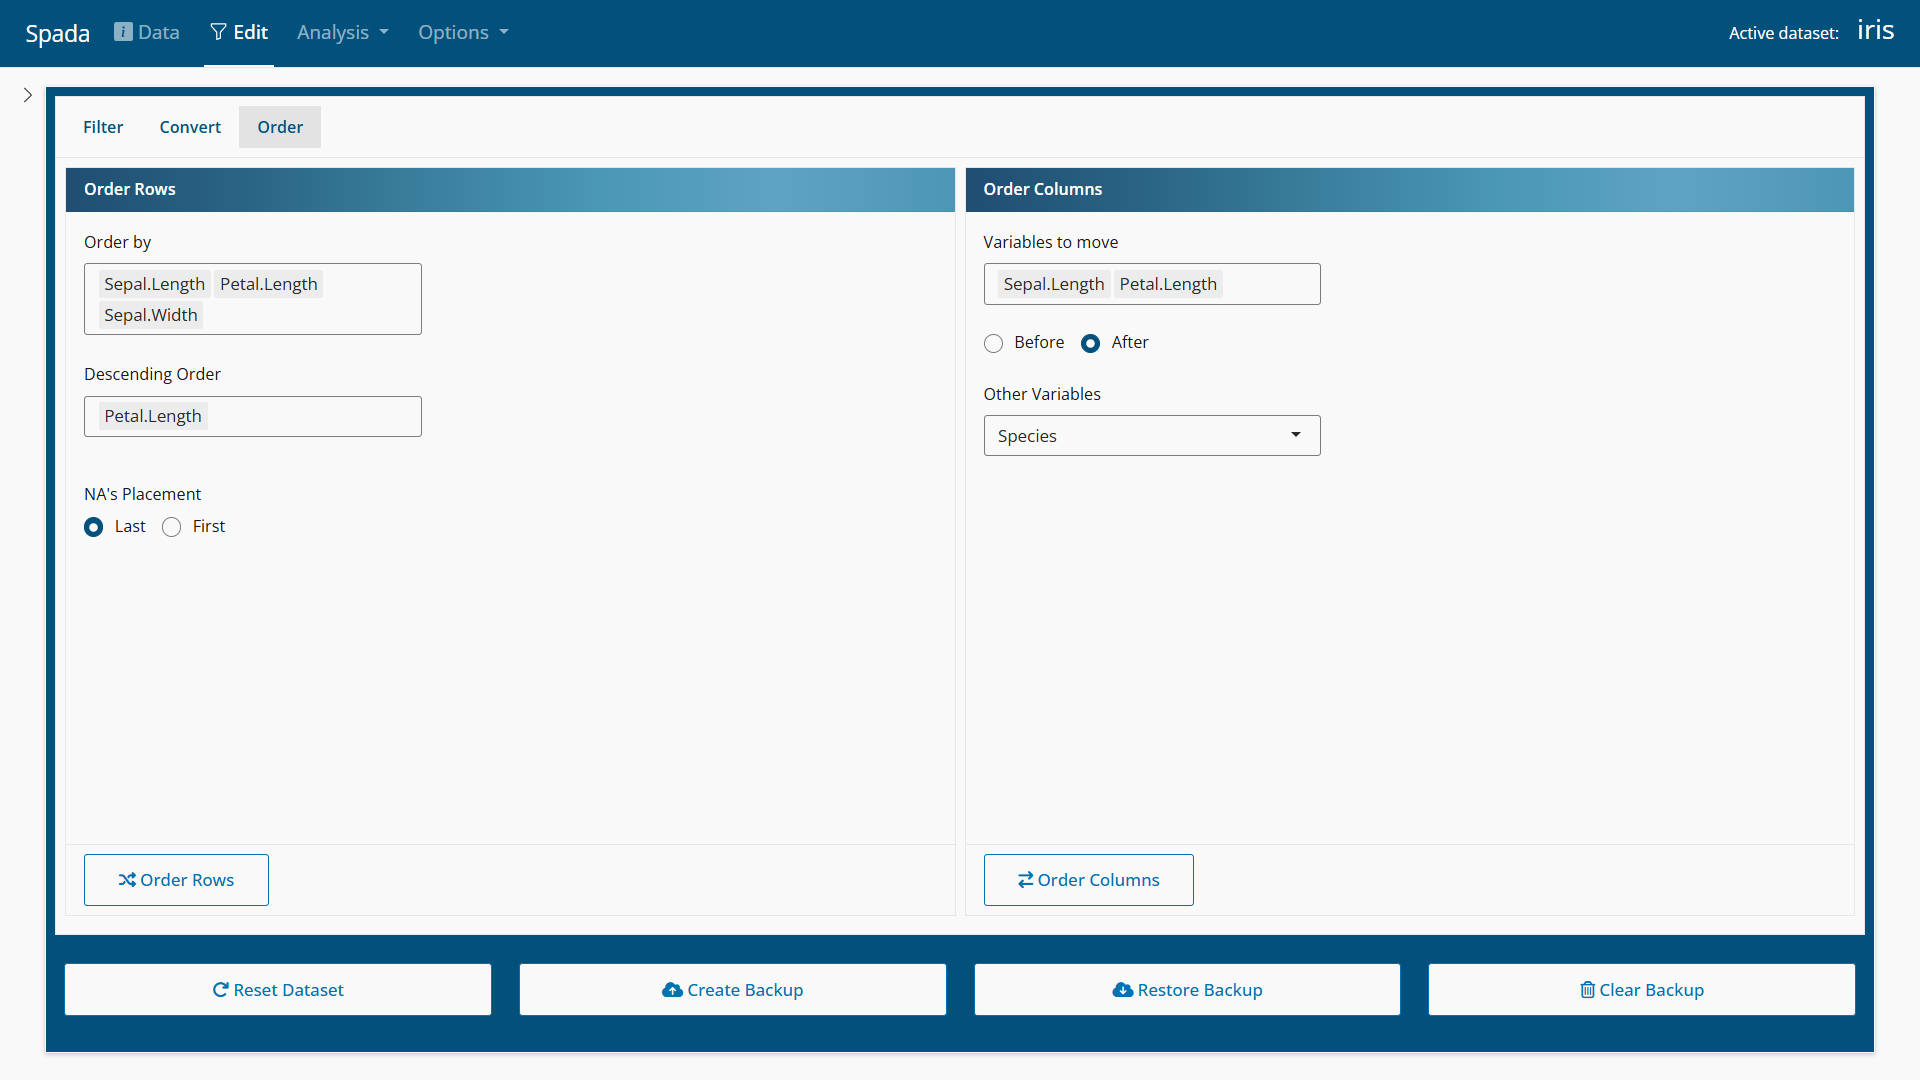 Spada Data Edit Analysis Options Active dataset: iris
Filter Convert Order
Order Rows
Order by
Sepal.Length Petal.Length
Sepal.Width
Descending Order
Petal.Length
NA's Placement
Last First
Order Rows
Order Columns
Variables to move
Sepal.Length Petal.Length
Before After
Other Variables
Species
Order Columns
Reset Dataset Create Backup Restore Backup Clear Backup